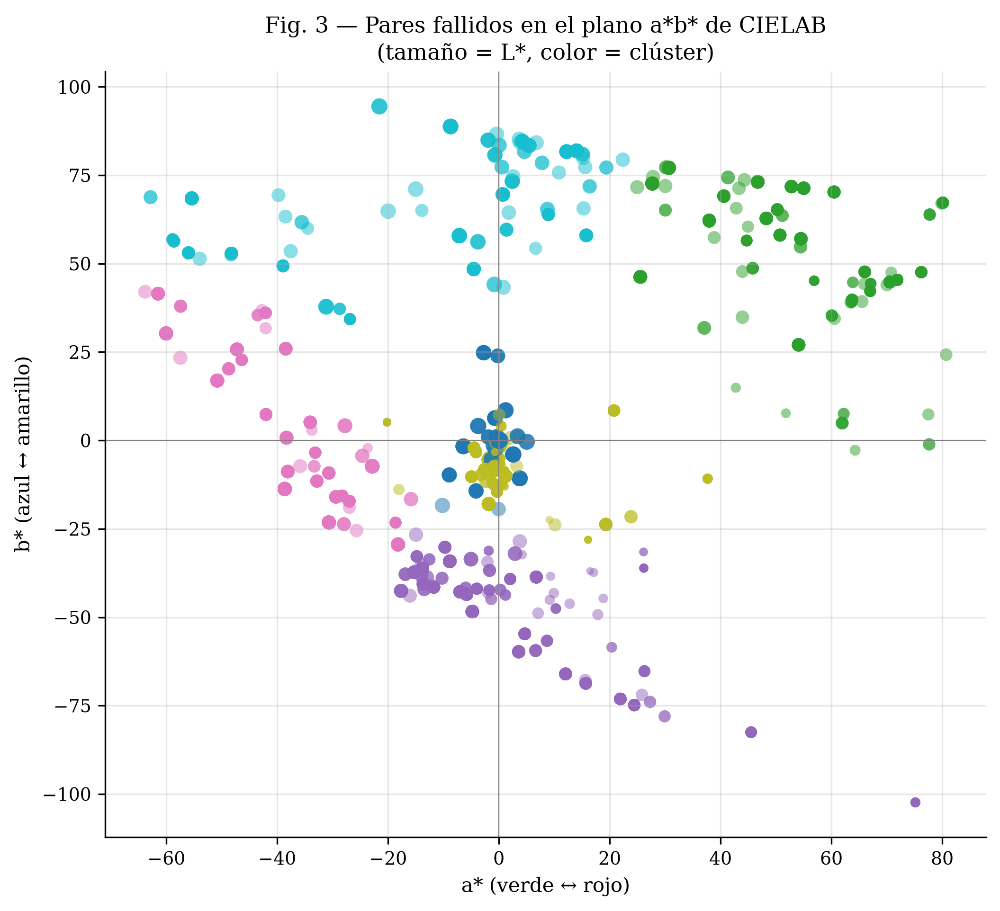 Fig. 3 — Pares fallidos en el plano a*b* de CIELAB
(tamaño = L*, color = clúster)
b* (azul ↔ amarillo)
100
75
50
25
0
−25
−50
−75
−100
−60 −40 −20 0 20 40 60 80
a* (verde ↔ rojo)